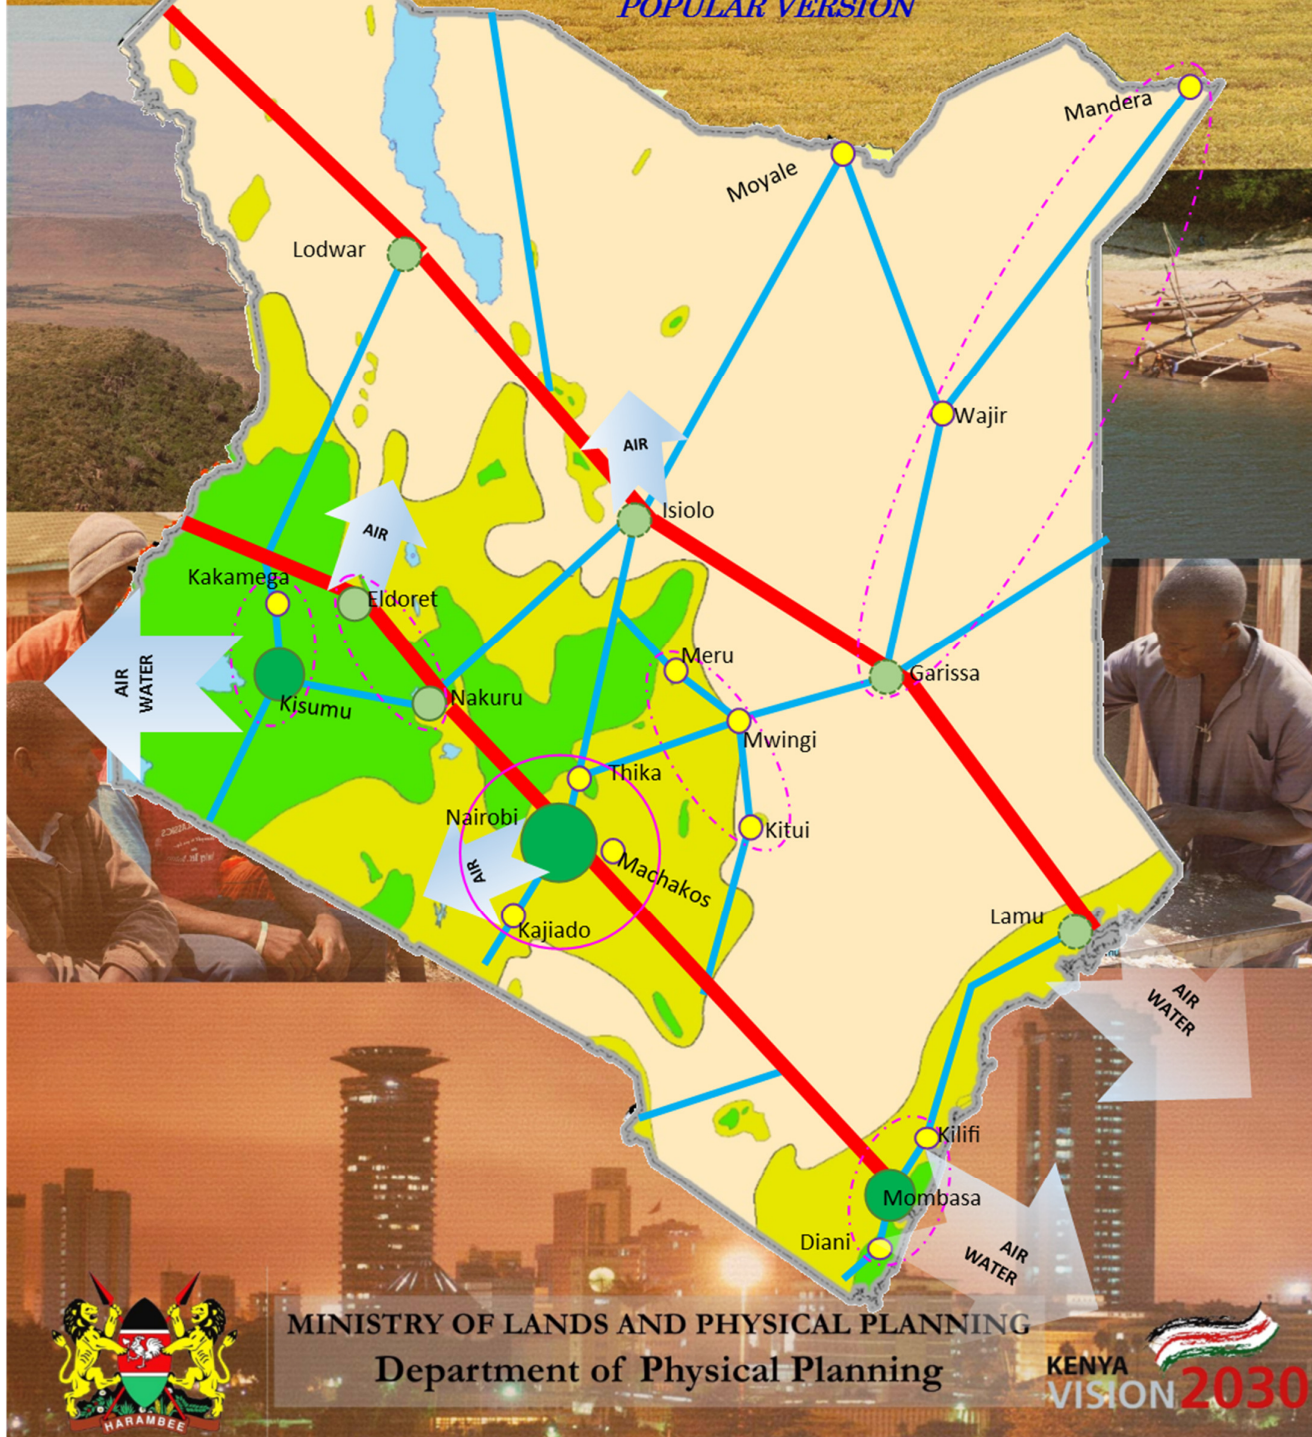 POPULAR VERSION
Mandera
Moyale
Lodwar
Wajir
AIR
Isiolo
AIR
Kakamega
Eldoret
AIR
WATER
Meru
Garissa
Nakuru
Kisumu
Mwingi
Thika
Nairobi
Kitui
AIR
Machakos
Lamu
Kajiado
AIR
WATER
Kilifi
Mombasa
Diani
AIR
WATER
MINISTRY OF LANDS AND PHYSICAL PLANNING
Department of Physical Planning
KENYA
VISION 2030
HARAMBEE